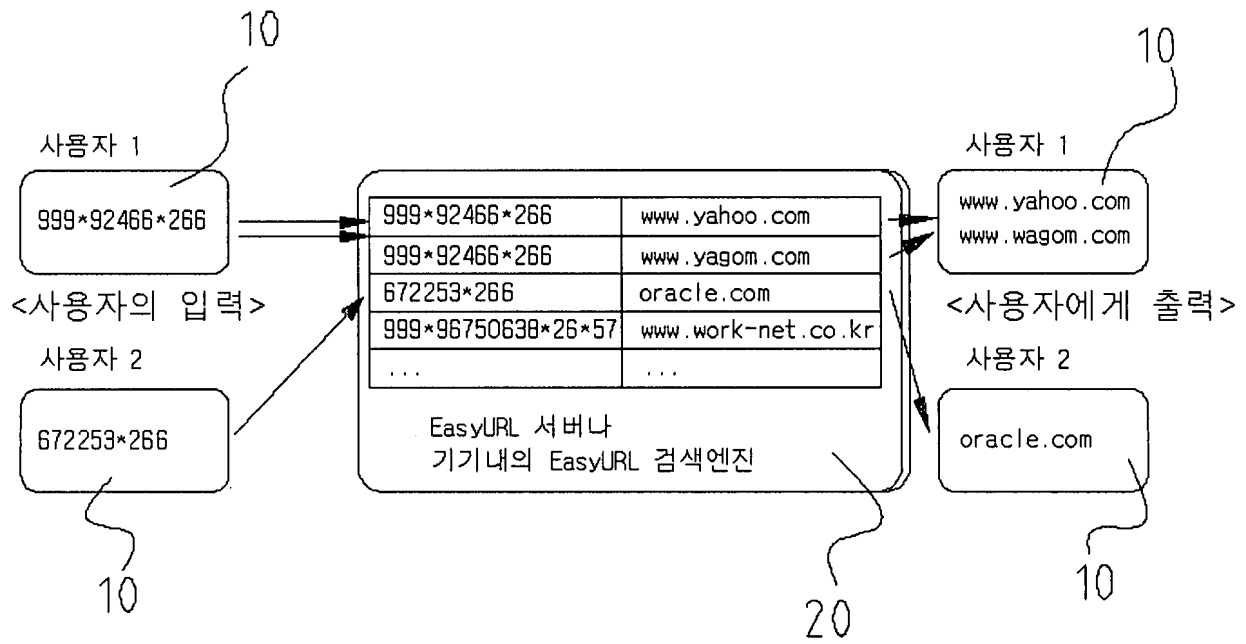 10
10
사용자 1
사용자 1
999*92466*266
www.yahoo.com
www.wagom.com
999*92466*266 www.yahoo.com
999*92466*266 www.yagom.com
672253*266 oracle.com
999*96750638*26*57 www.work-net.co.kr
... ...
<사용자의 입력>
<사용자에게 출력>
사용자 2
사용자 2
672253*266
oracle.com
EasyURL 서버나
기기내의 EasyURL 검색엔진
10
20
10